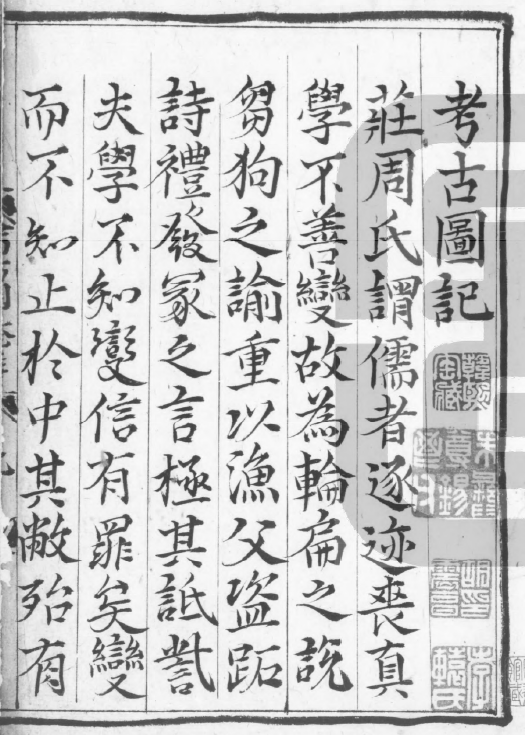 考古圖記
莊周氏謂儒者逐迹喪真
學不善變故為輪扁之說
芻狗之諭重以漁父盜跖
詩禮發冢之言極其詆訾
夫學不知變信有罪矣變
而不知止於中其敝殆有